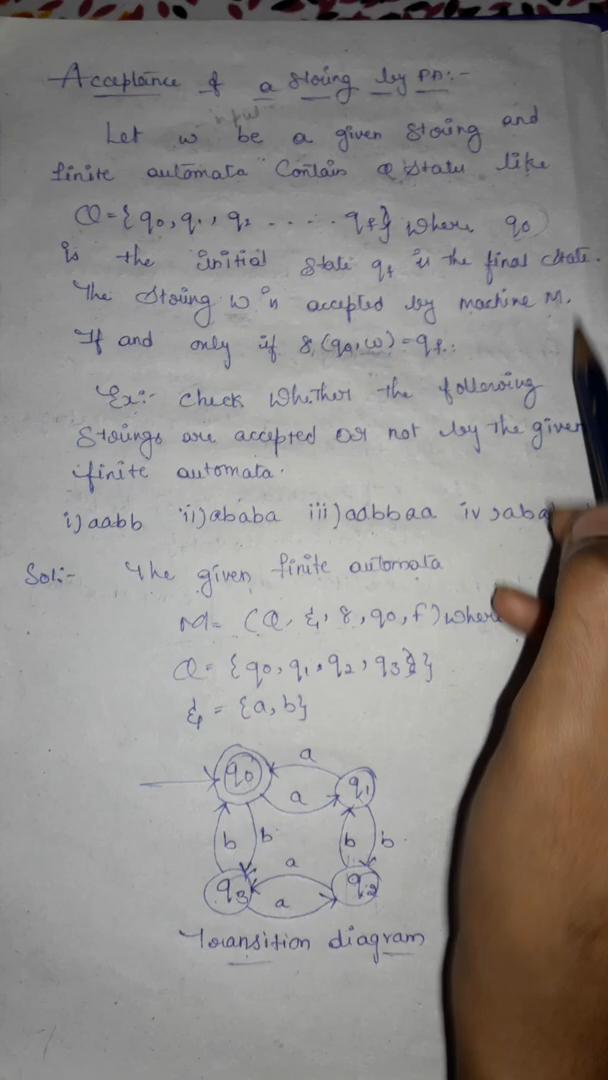 Acceptance of a string by FA:-
input
Let w be a given string and
finite automata Contain Q State like
Q={q0, q1, q2 ..... qf} where q0
is the initial state qf is the final state.
The string w is accepted by machine M.
If and only if δ(q0,w)=qf.
Ex:- check whether the following
strings are accepted or not by the given
finite automata.
i) aabb ii) ababa iii) aabbaa iv) aba
Sol:- The given finite automata
M= (Q, Σ, δ, q0, f) where
Q= {q0, q1, q2, q3}
Σ = {a, b}
a
q0 q1
a
b b b b
a
q3 q2
a
Transition diagram